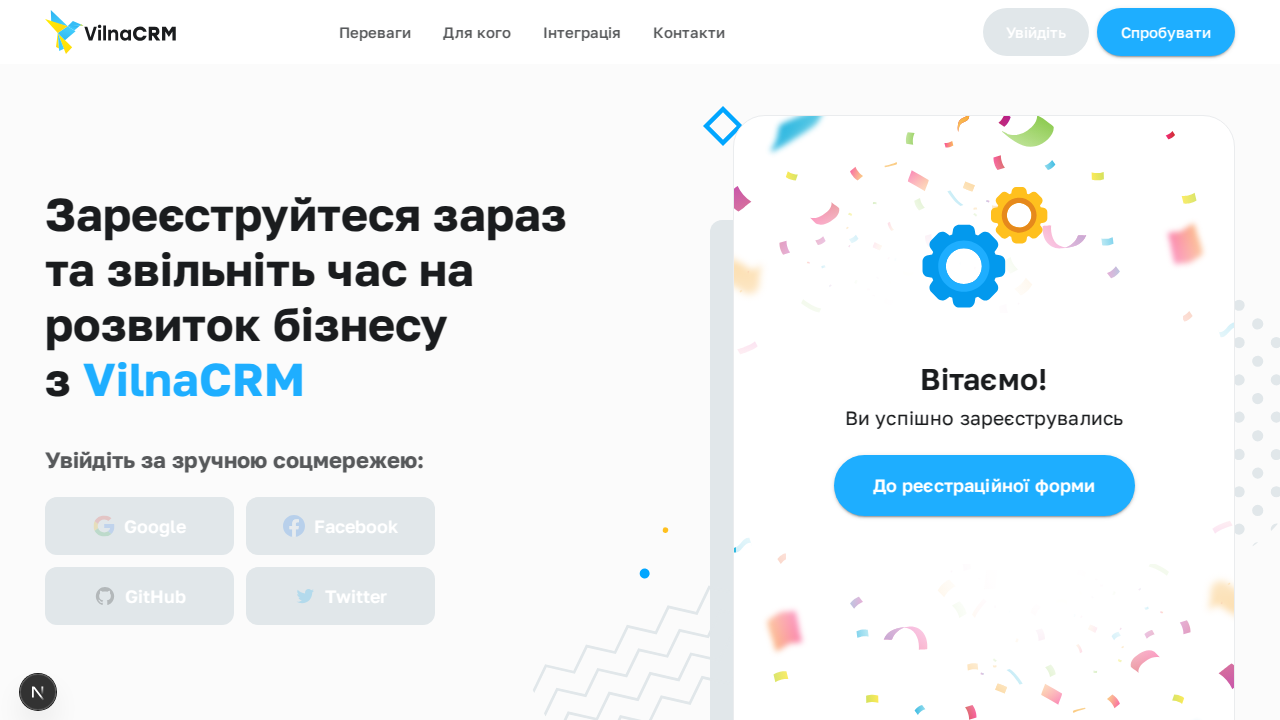 VilnaCRM
Переваги
Для кого
Інтеграція
Контакти
Увійдіть
Спробувати
Зареєструйтеся зараз
та звільніть час на
розвиток бізнесу
з VilnaCRM
Увійдіть за зручною соцмережею:
Google
Facebook
GitHub
Twitter
Вітаємо!
Ви успішно зареєструвались
До реєстраційної форми
N